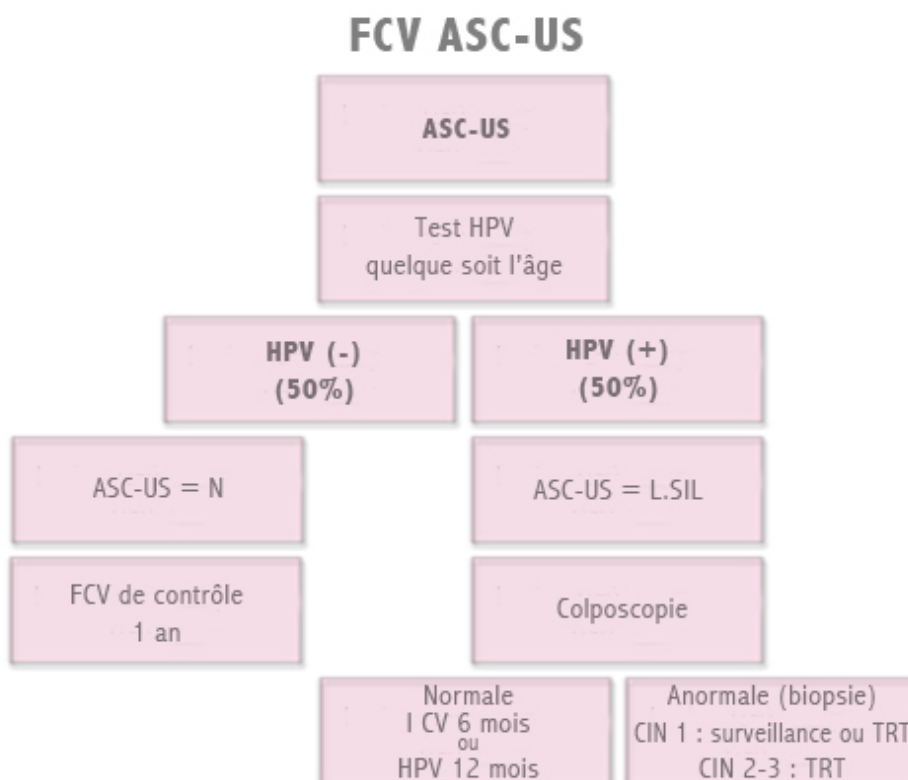 FCV ASC-US
ASC-US
Test HPV
quelque soit l'âge
HPV (-)
(50%)
HPV (+)
(50%)
ASC-US = N
ASC-US = L.SIL
FCV de contrôle
1 an
Colposcopie
Normale
I CV 6 mois
ou
HPV 12 mois
Anormale (biopsie)
CIN 1 : surveillance ou TRT
CIN 2-3 : TRT